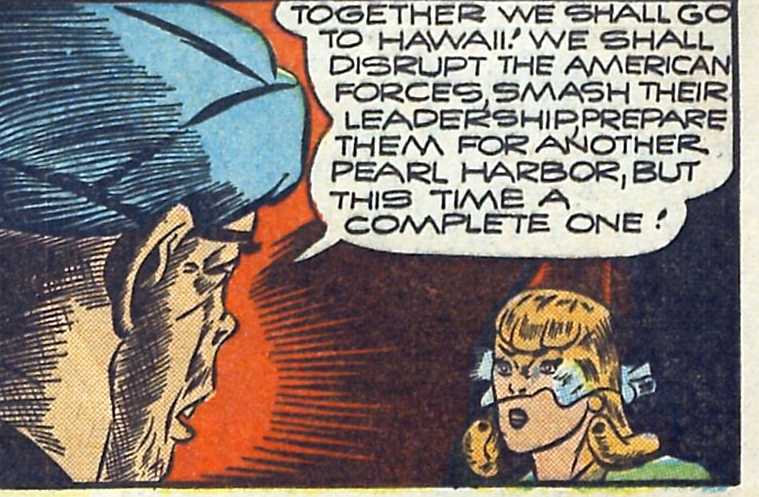 TOGETHER WE SHALL GO
TO HAWAII! WE SHALL
DISRUPT THE AMERICAN
FORCES, SMASH THEIR
LEADERSHIP, PREPARE
THEM FOR ANOTHER
PEARL HARBOR, BUT
THIS TIME A
COMPLETE ONE!